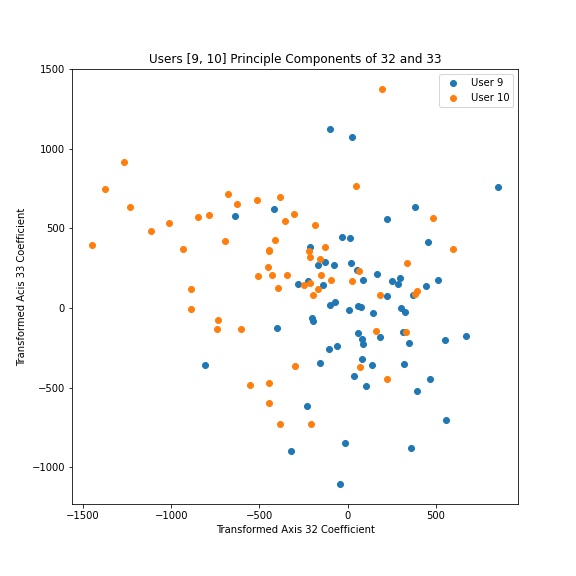 Users [9, 10] Principle Components of 32 and 33
User 9
User 10
Transformed Acis 33 Coefficient
1500
1000
500
0
−500
−1000
−1500
−1000
−500
0
500
Transformed Axis 32 Coefficient